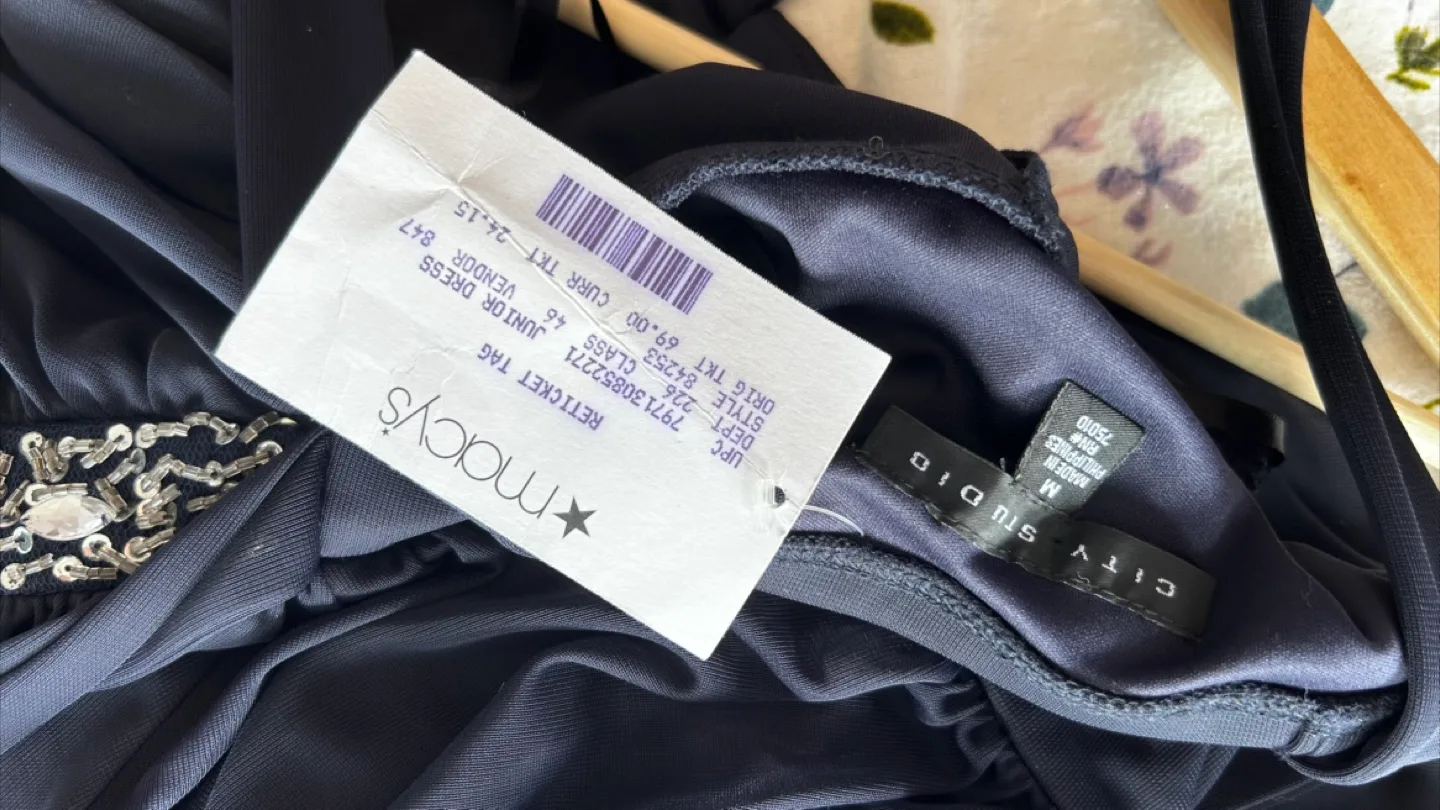 ★macy's
RETICKET TAG
UPC 797130852271 JUNIOR DRESS
DEPT 226 CLASS 46 VENDOR 847
STYLE 84253
ORIG TKT 69.00 CURR TKT 24.15
CITY STUDIO
M
MADE IN
PHILIPPINES
RN#
75010